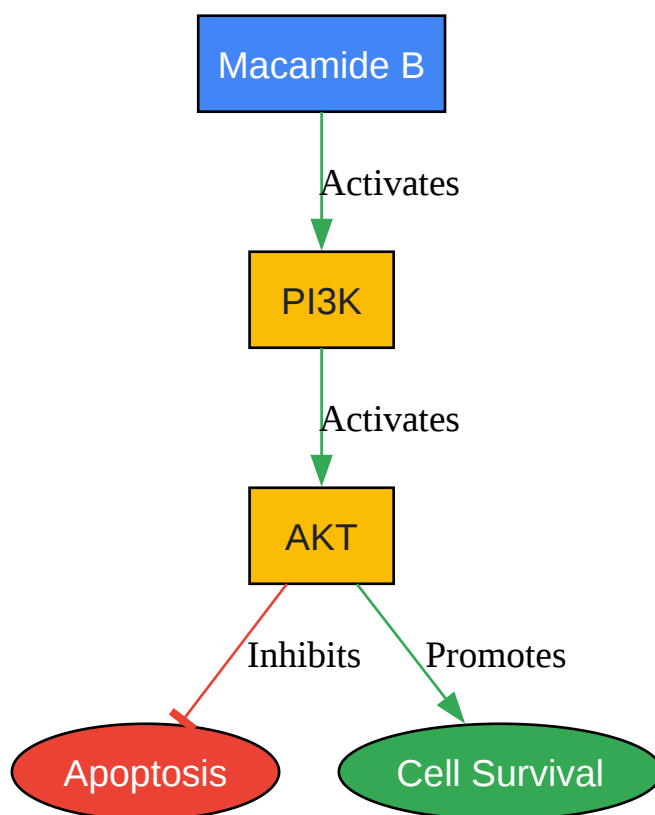 Macamide B
Activates
PI3K
Activates
AKT
Inhibits
Promotes
Apoptosis
Cell Survival